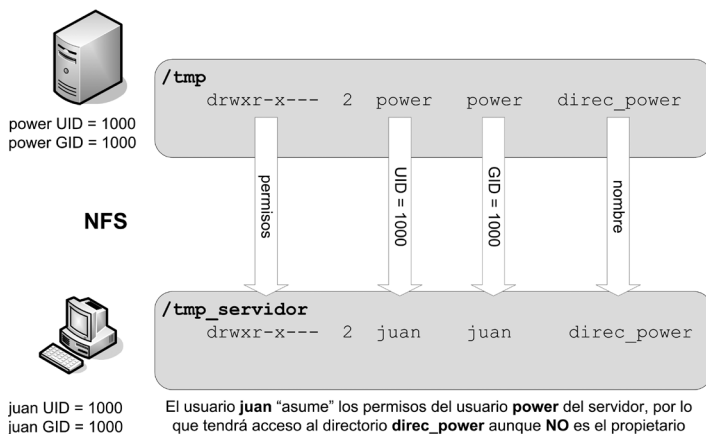 /tmp
drwxr-x--- 2 power power direc_power
power UID = 1000
power GID = 1000
permisos
UID = 1000
GID = 1000
nombre
NFS
/tmp_servidor
drwxr-x--- 2 juan juan direc_power
juan UID = 1000
juan GID = 1000
El usuario juan “asume” los permisos del usuario power del servidor, por lo
que tendrá acceso al directorio direc_power aunque NO es el propietario